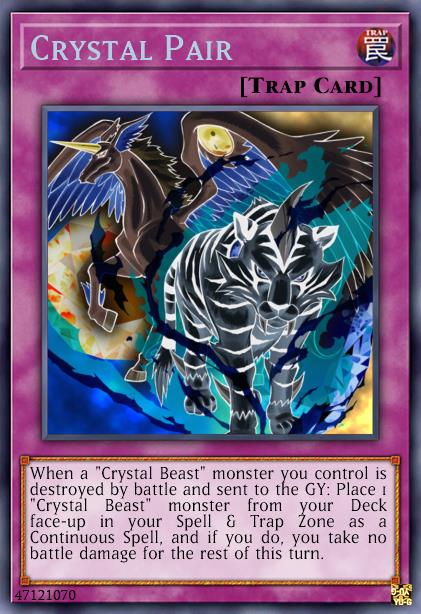 Crystal Pair
TRAP
罠
[Trap Card]
When a "Crystal Beast" monster you control is
destroyed by battle and sent to the GY: Place 1
"Crystal Beast" monster from your Deck
face-up in your Spell & Trap Zone as a
Continuous Spell, and if you do, you take no
battle damage for the rest of this turn.
47121070